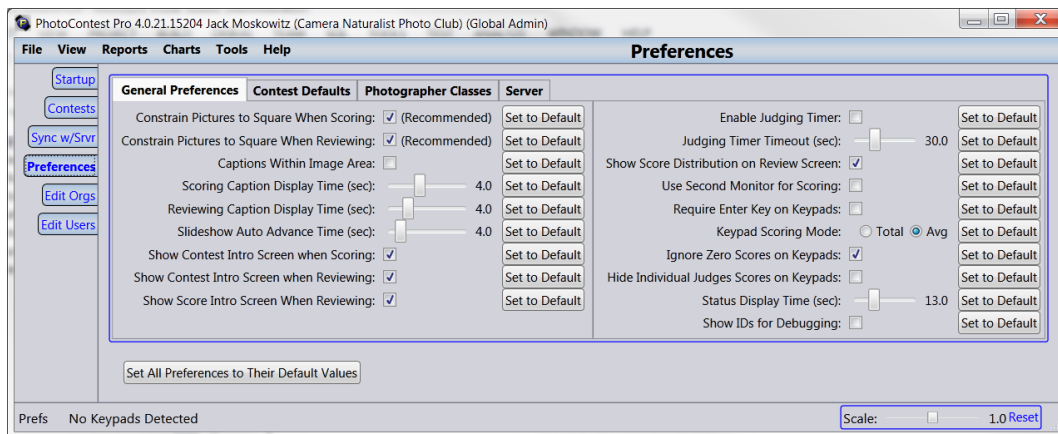 PhotoContest Pro 4.0.21.15204 Jack Moskowitz (Camera Naturalist Photo Club) (Global Admin)
File View Reports Charts Tools Help
Preferences
Startup
Contests
Sync w/Srvr
Preferences
Edit Orgs
Edit Users
General Preferences Contest Defaults Photographer Classes Server
Constrain Pictures to Square When Scoring: (Recommended) Set to Default
Constrain Pictures to Square When Reviewing: (Recommended) Set to Default
Captions Within Image Area: Set to Default
Scoring Caption Display Time (sec): 4.0 Set to Default
Reviewing Caption Display Time (sec): 4.0 Set to Default
Slideshow Auto Advance Time (sec): 4.0 Set to Default
Show Contest Intro Screen when Scoring: Set to Default
Show Contest Intro Screen when Reviewing: Set to Default
Show Score Intro Screen When Reviewing: Set to Default
Enable Judging Timer: Set to Default
Judging Timer Timeout (sec): 30.0 Set to Default
Show Score Distribution on Review Screen: Set to Default
Use Second Monitor for Scoring: Set to Default
Require Enter Key on Keypads: Set to Default
Keypad Scoring Mode: Total Avg Set to Default
Ignore Zero Scores on Keypads: Set to Default
Hide Individual Judges Scores on Keypads: Set to Default
Status Display Time (sec): 13.0 Set to Default
Show IDs for Debugging: Set to Default
Set All Preferences to Their Default Values
Prefs No Keypads Detected
Scale: 1.0 Reset